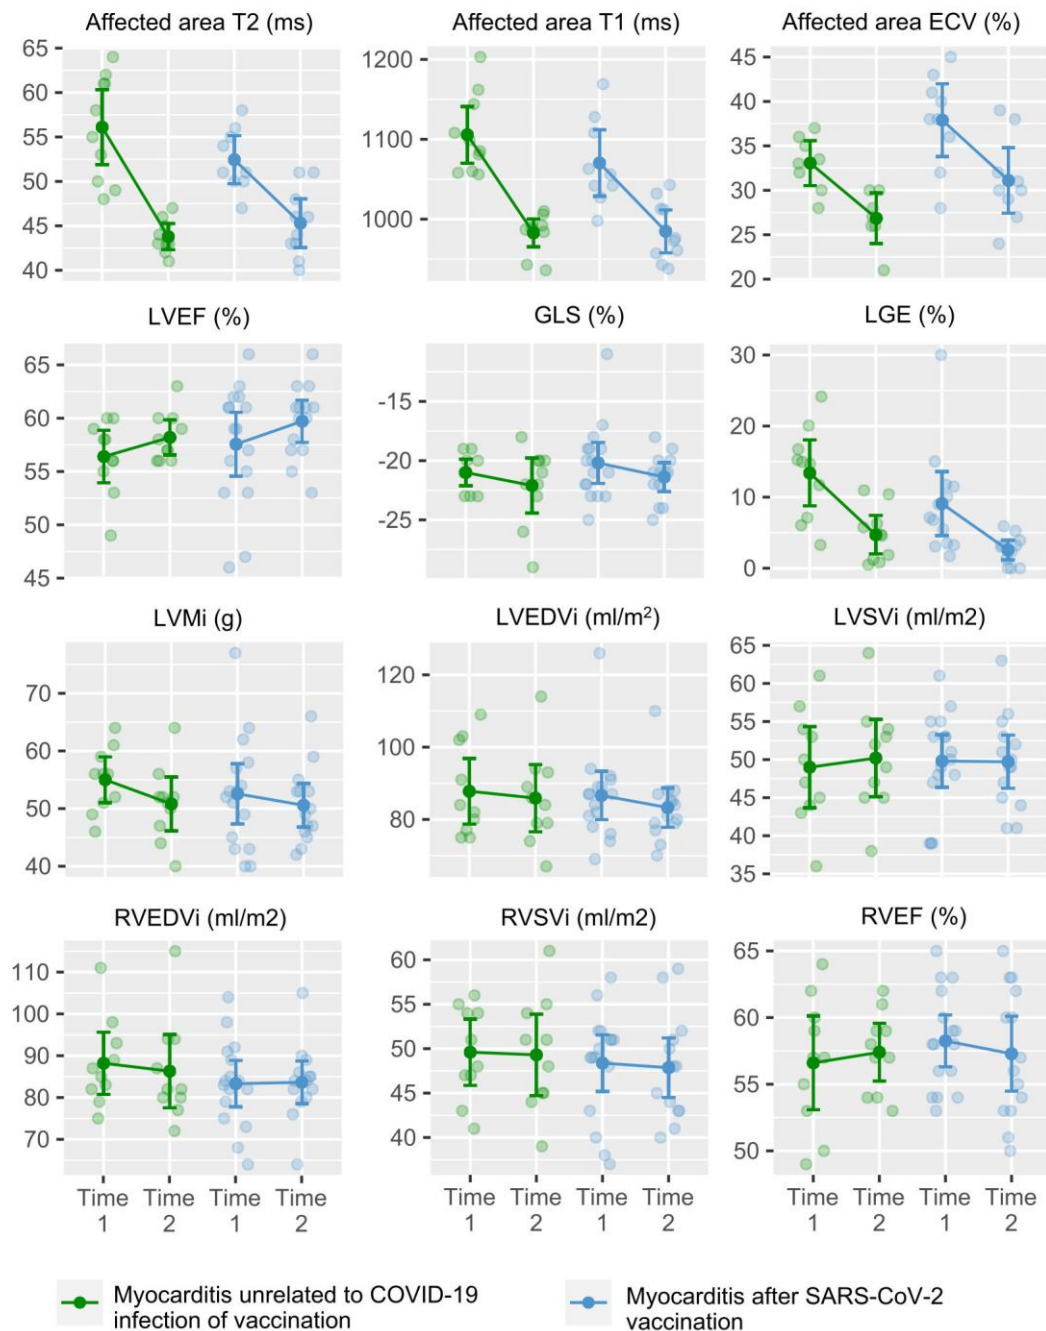 Affected area T2 (ms)
65
60
55
50
45
40
Affected area T1 (ms)
1200
1100
1000
Affected area ECV (%)
45
40
35
30
25
20
LVEF (%)
65
60
55
50
45
GLS (%)
-15
-20
-25
LGE (%)
30
20
10
0
LVMi (g)
70
60
50
40
LVEDVi (ml/m²)
120
100
80
LVSVi (ml/m2)
65
60
55
50
45
40
35
RVEDVi (ml/m2)
110
100
90
80
70
Time Time Time Time
1 2 1 2
RVSVi (ml/m2)
60
55
50
45
40
Time Time Time Time
1 2 1 2
RVEF (%)
65
60
55
50
Time Time Time Time
1 2 1 2
Myocarditis unrelated to COVID-19
infection of vaccination
Myocarditis after SARS-CoV-2
vaccination